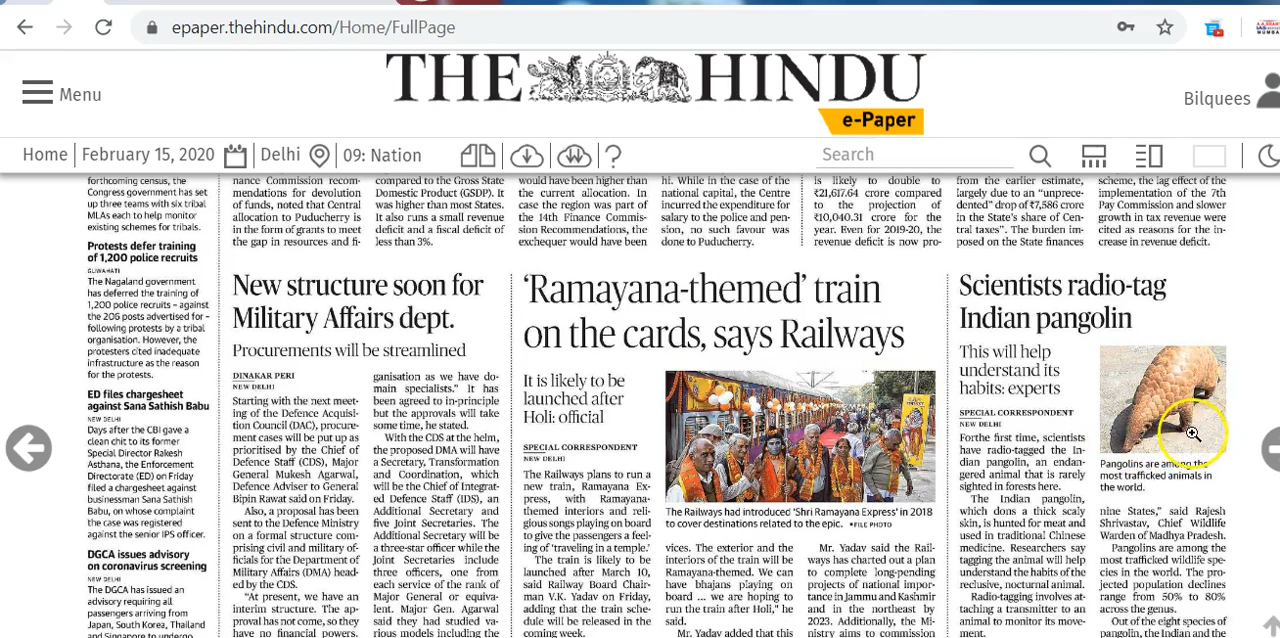 epaper.thehindu.com/Home/FullPage
Menu
THE HINDU
e-Paper
Bilquees
Home
February 15, 2020
Delhi
09: Nation
?
Search
forthcoming census, the
Congress government has set
up three teams with six tribal
MLAs each to help monitor
existing schemes for tribals.
Protests defer training
of 1,200 police recruits
GUWAHATI
The Nagaland government
has deferred the training of
1,200 police recruits – against
the 206 posts advertised for –
following protests by a tribal
organisation. However, the
protesters cited inadequate
infrastructure as the reason
for the protests.
ED files chargesheet
against Sana Sathish Babu
NEW DELHI
Days after the CBI gave a
clean chit to its former
Special Director Rakesh
Asthana, the Enforcement
Directorate (ED) on Friday
filed a chargesheet against
businessman Sana Sathish
Babu, on whose complaint
the case was registered
against the senior IPS officer.
DGCA issues advisory
on coronavirus screening
NEW DELHI
The DGCA has issued an
advisory requiring all
passengers arriving from
Japan, South Korea, Thailand
and Singapore to undergo
nance Commission recom-
mendations for devolution
of funds, noted that Central
allocation to Puducherry is
in the form of grants to meet
the gap in resources and fi-
compared to the Gross State
Domestic Product (GSDP). It
was higher than most States.
It also runs a small revenue
deficit and a fiscal deficit of
less than 3%.
would have been higher than
the current allocation. In
case the region was part of
the 14th Finance Commis-
sion Recommendations, the
exchequer would have been
hi. While in the case of the
national capital, the Centre
incurred the expenditure for
salary to the police and pen-
sion, no such favour was
done to Puducherry.
is likely to double to
₹21,617.64 crore compared
to the projection of
₹10,040.31 crore for the
year. Even for 2019-20, the
revenue deficit is now pro-
from the earlier estimate,
largely due to an “unprece-
dented” drop of ₹7,586 crore
in the State’s share of Cen-
tral taxes”. The burden im-
posed on the State finances
scheme, the lag effect of the
implementation of the 7th
Pay Commission and slower
growth in tax revenue were
cited as reasons for the in-
crease in revenue deficit.
New structure soon for
Military Affairs dept.
Procurements will be streamlined
DINAKAR PERI
NEW DELHI
Starting with the next meet-
ing of the Defence Acquisi-
tion Council (DAC), procure-
ment cases will be put up as
prioritised by the Chief of
Defence Staff (CDS), Major
General Makesh Agarwal,
Defence Adviser to General
Bipin Rawat said on Friday.
Also, a proposal has been
sent to the Defence Ministry
on a formal structure com-
prising civil and military of-
ficials for the Department of
Military Affairs (DMA) head-
ed by the CDS.
“At present, we have an
interim structure. The ap-
proval has not come, so they
have no financial powers.
ganisation as we have do-
main specialists.” It has
been agreed to in-principle
but the approvals will take
some time, he stated.
With the CDS at the helm,
the proposed DMA will have
a Secretary, Transformation
and Coordination, which
will be the Chief of Integrat-
ed Defence Staff (IDS), an
Additional Secretary and
five Joint Secretaries. The
Additional Secretary will be
a three-star officer while the
Joint Secretaries include
three officers, one from
each service of the rank of
Major General or equiva-
lent. Major Gen. Agarwal
said they had studied va-
rious models including the
‘Ramayana-themed’ train
on the cards, says Railways
It is likely to be
launched after
Holi: official
SPECIAL CORRESPONDENT
NEW DELHI
The Railways plans to run a
new train, Ramayana Ex-
press, with Ramayana-
themed interiors and reli-
gious songs playing on board
to give the passengers a feel-
ing of ‘traveling in a temple.’
The train is likely to be
launched after March 10,
said Railway Board Chair-
man V.K. Yadav on Friday,
adding that the train sche-
dule will be released in the
coming week.
The Railways had introduced ‘Shri Ramayana Express’ in 2018
to cover destinations related to the epic. •FILE PHOTO
vices. The exterior and the
interiors of the train will be
Ramayana-themed. We can
have bhajans playing on
board ... we are hoping to
run the train after Holi,” he
said.
Mr. Yadav added that this
Mr. Yadav said the Rail-
ways has charted out a plan
to complete long-pending
projects of national impor-
tance in Jammu and Kashmir
and in the northeast by
2023. Additionally, the Mi-
nistry aims to commission
Scientists radio-tag
Indian pangolin
This will help
understand its
habits: experts
SPECIAL CORRESPONDENT
NEW DELHI
Forthe first time, scientists
have radio-tagged the In-
dian pangolin, an endan-
gered animal that is rarely
sighted in forests here.
The Indian pangolin,
which dons a thick scaly
skin, is hunted for meat and
used in traditional Chinese
medicine. Researchers say
tagging the animal will help
understand the habits of the
reclusive, nocturnal animal.
Radio-tagging involves at-
taching a transmitter to an
animal to monitor its move-
ment.
Pangolins are among the
most trafficked animals in
the world.
nine States,” said Rajesh
Shrivastav, Chief Wildlife
Warden of Madhya Pradesh.
Pangolins are among the
most trafficked wildlife spe-
cies in the world. The pro-
jected population declines
range from 50% to 80%
across the genus.
Out of the eight species of
pangolin, the Indian pan-